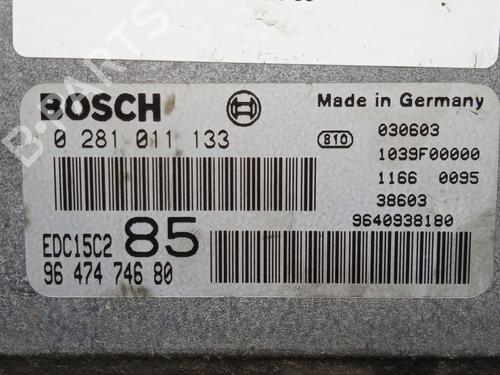 BOSCH
Made in Germany
0 281 011 133
810
030603
1039F00000
1166 0095
38603
9640938180
EDC15C2 85
96 474 746 80
B-PARTS